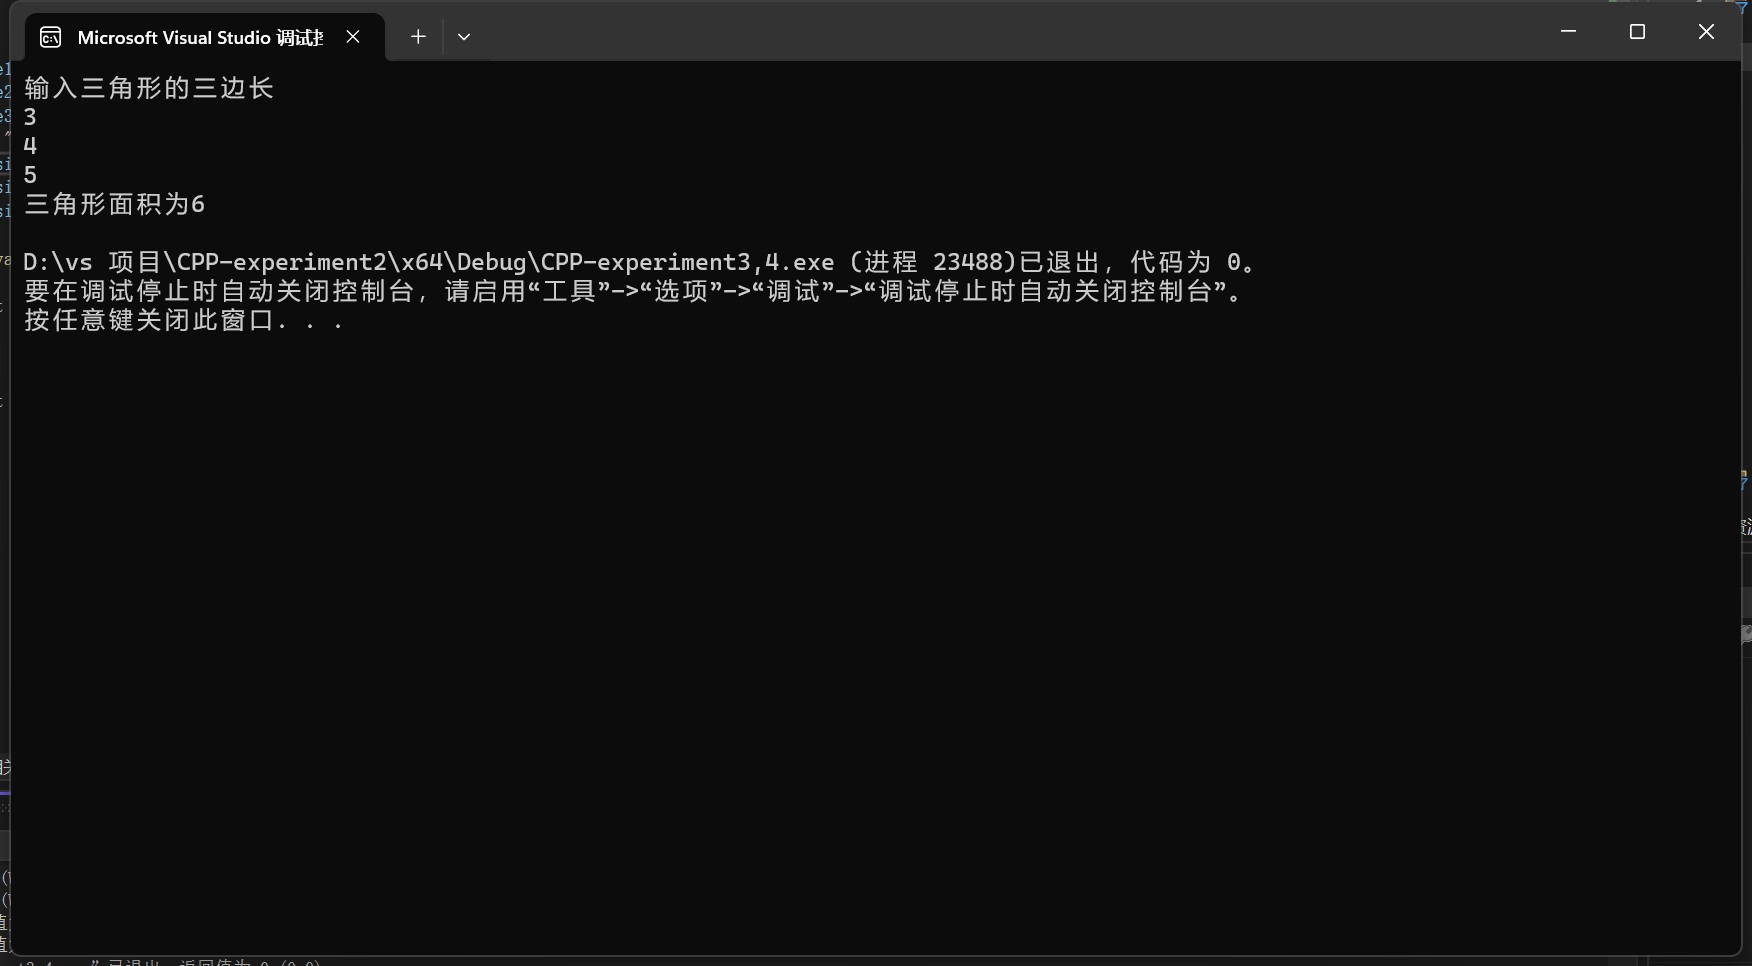 Microsoft Visual Studio 调试
输入三角形的三边长
3
4
5
三角形面积为6
D:\vs 项目\CPP-experiment2\x64\Debug\CPP-experiment3,4.exe (进程 23488)已退出，代码为 0。
要在调试停止时自动关闭控制台，请启用“工具”->“选项”->“调试”->“调试停止时自动关闭控制台”。
按任意键关闭此窗口. . .